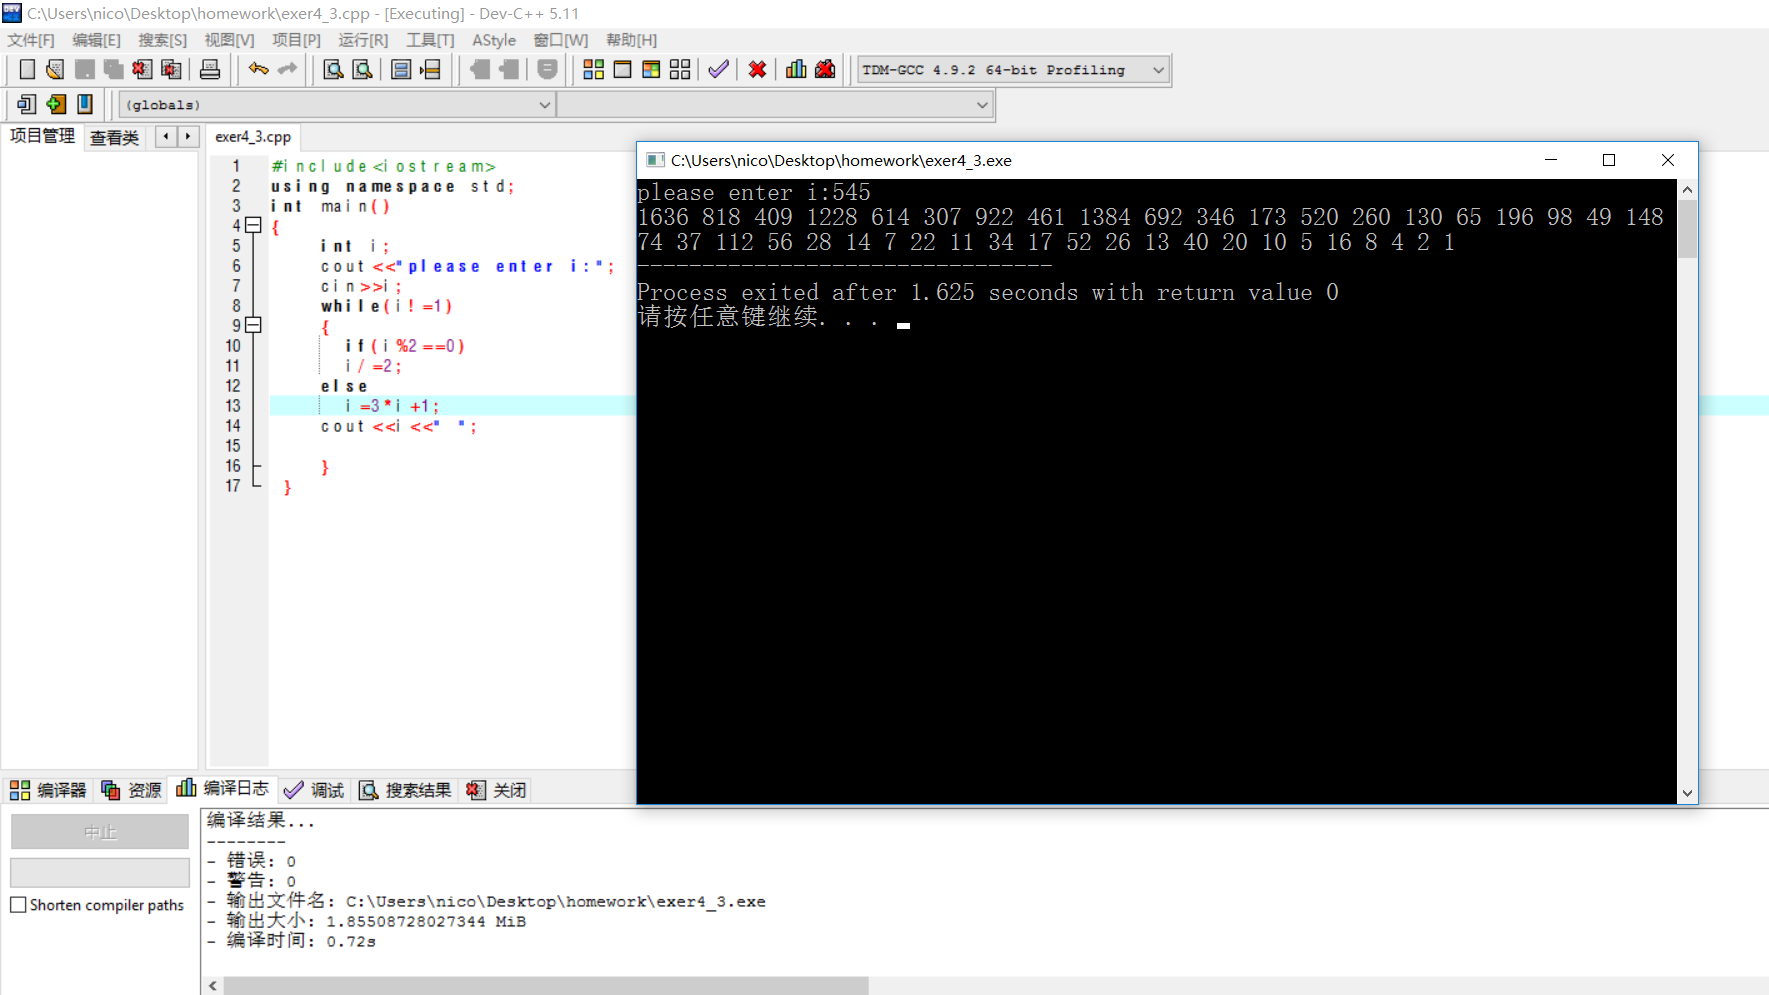 C:\Users\nico\Desktop\homework\exer4_3.cpp - [Executing] - Dev-C++ 5.11
文件[F] 编辑[E] 搜索[S] 视图[V] 项目[P] 运行[R] 工具[T] AStyle 窗口[W] 帮助[H]
TDM-GCC 4.9.2 64-bit Profiling
(globals)
项目管理 查看类
exer4_3.cpp
1 #include<iostream>
2 using namespace std;
3 int main()
4 {
5 int i;
6 cout<<"please enter i:";
7 cin>>i;
8 while(i!=1)
9 {
10 if(i%2==0)
11 i/=2;
12 else
13 i=3*i+1;
14 cout<<i<<" ";
15
16 }
17 }
C:\Users\nico\Desktop\homework\exer4_3.exe
please enter i:545
1636 818 409 1228 614 307 922 461 1384 692 346 173 520 260 130 65 196 98 49 148
74 37 112 56 28 14 7 22 11 34 17 52 26 13 40 20 10 5 16 8 4 2 1
--------------------------------
Process exited after 1.625 seconds with return value 0
请按任意键继续. . .
编译器 资源 编译日志 调试 搜索结果 关闭
中止
Shorten compiler paths
编译结果...
--------
- 错误: 0
- 警告: 0
- 输出文件名: C:\Users\nico\Desktop\homework\exer4_3.exe
- 输出大小: 1.85508728027344 MiB
- 编译时间: 0.72s